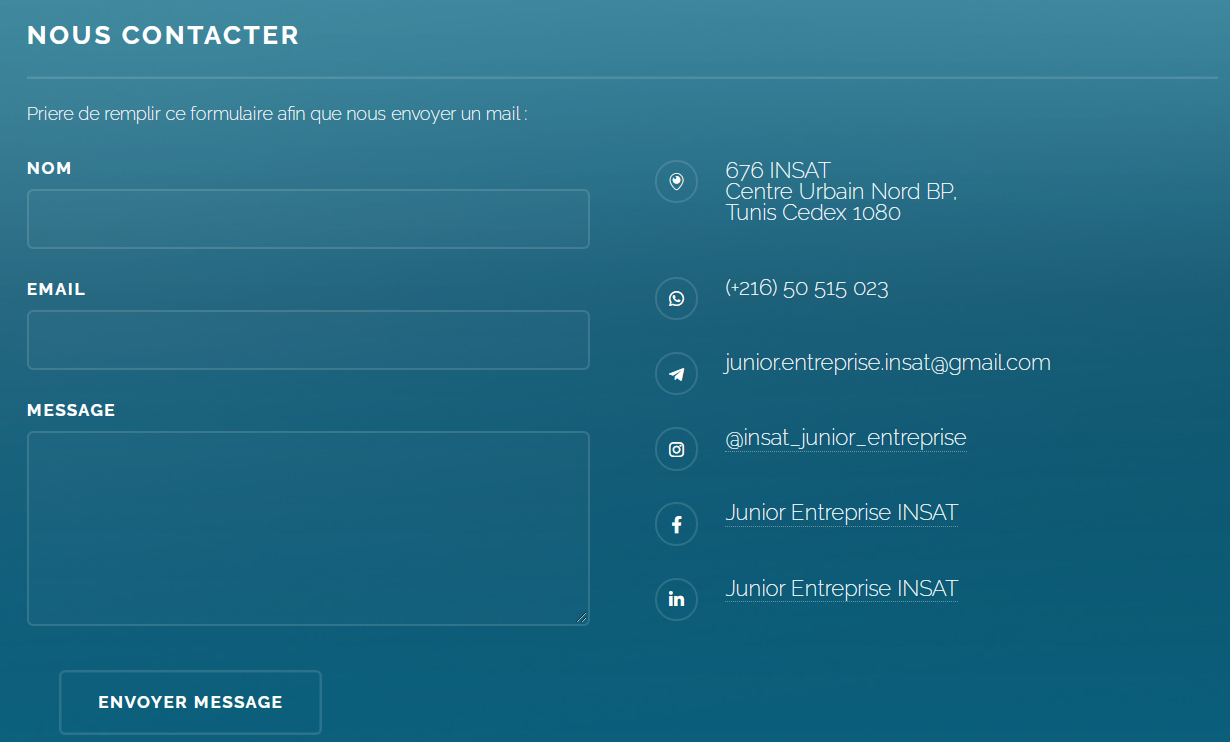 NOUS CONTACTER
Priere de remplir ce formulaire afin que nous envoyer un mail :
NOM
EMAIL
MESSAGE
ENVOYER MESSAGE
676 INSAT
Centre Urbain Nord BP,
Tunis Cedex 1080
(+216) 50 515 023
junior.entreprise.insat@gmail.com
@insat_junior_entreprise
Junior Entreprise INSAT
Junior Entreprise INSAT